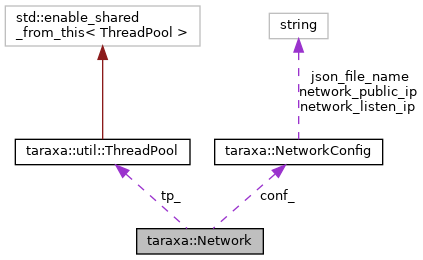 std::enable_shared
_from_this< ThreadPool >
string
json_file_name
network_public_ip
network_listen_ip
taraxa::util::ThreadPool
taraxa::NetworkConfig
tp_
conf_
taraxa::Network